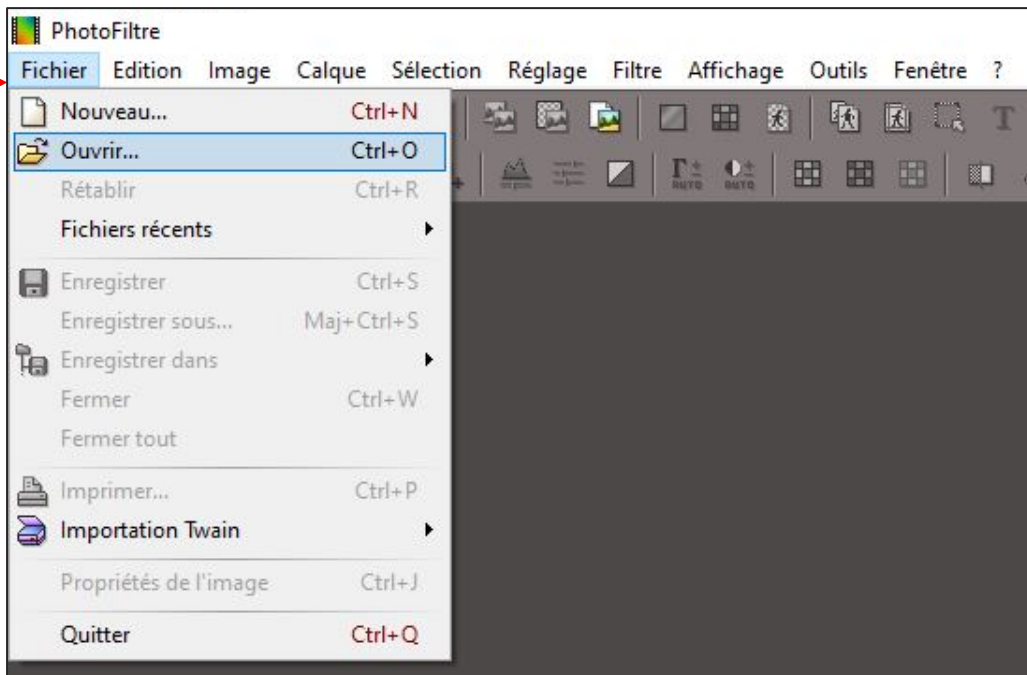 PhotoFiltre
Fichier Edition Image Calque Sélection Réglage Filtre Affichage Outils Fenêtre ?
Nouveau... Ctrl+N
Ouvrir... Ctrl+O
Rétablir Ctrl+R
Fichiers récents
Enregistrer Ctrl+S
Enregistrer sous... Maj+Ctrl+S
Enregistrer dans
Fermer Ctrl+W
Fermer tout
Imprimer... Ctrl+P
Importation Twain
Propriétés de l'image Ctrl+J
Quitter Ctrl+Q
T
AUTO AUTO